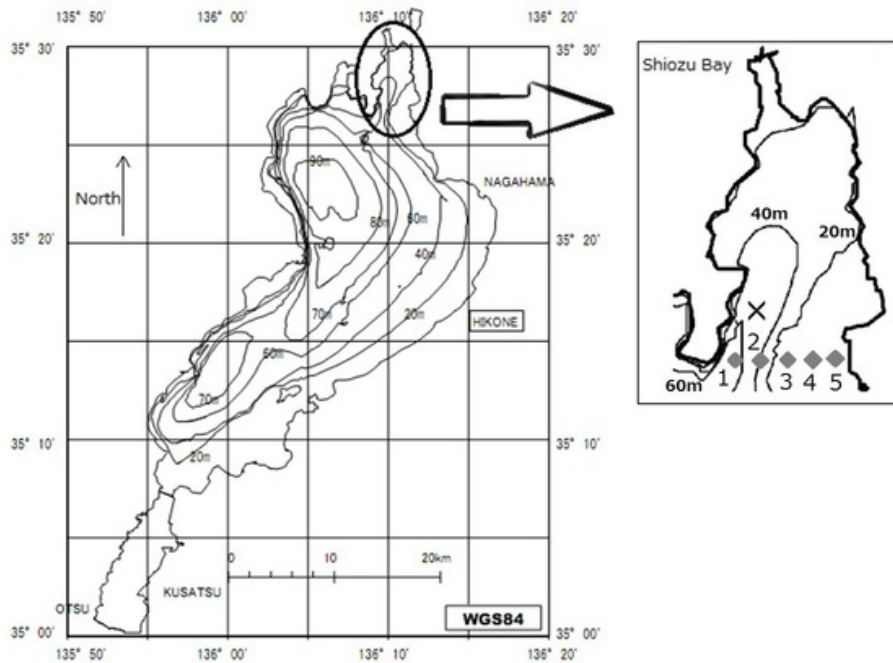 135° 50'
136° 00'
136° 10'
136° 20'
35° 30'
35° 30'
Shiozu Bay
90m
North
NAGAHAMA
80m
60m
40m
20m
35° 20'
35° 20'
40m
70m
20m
HIKONE
60m
2
1
3
4
5
60m
70m
35° 10'
35° 10'
20m
0
10
20km
KUSATSU
OTSU
WGS84
35° 00'
35° 00'
135° 50'
136° 00'
136° 10'
136° 20'